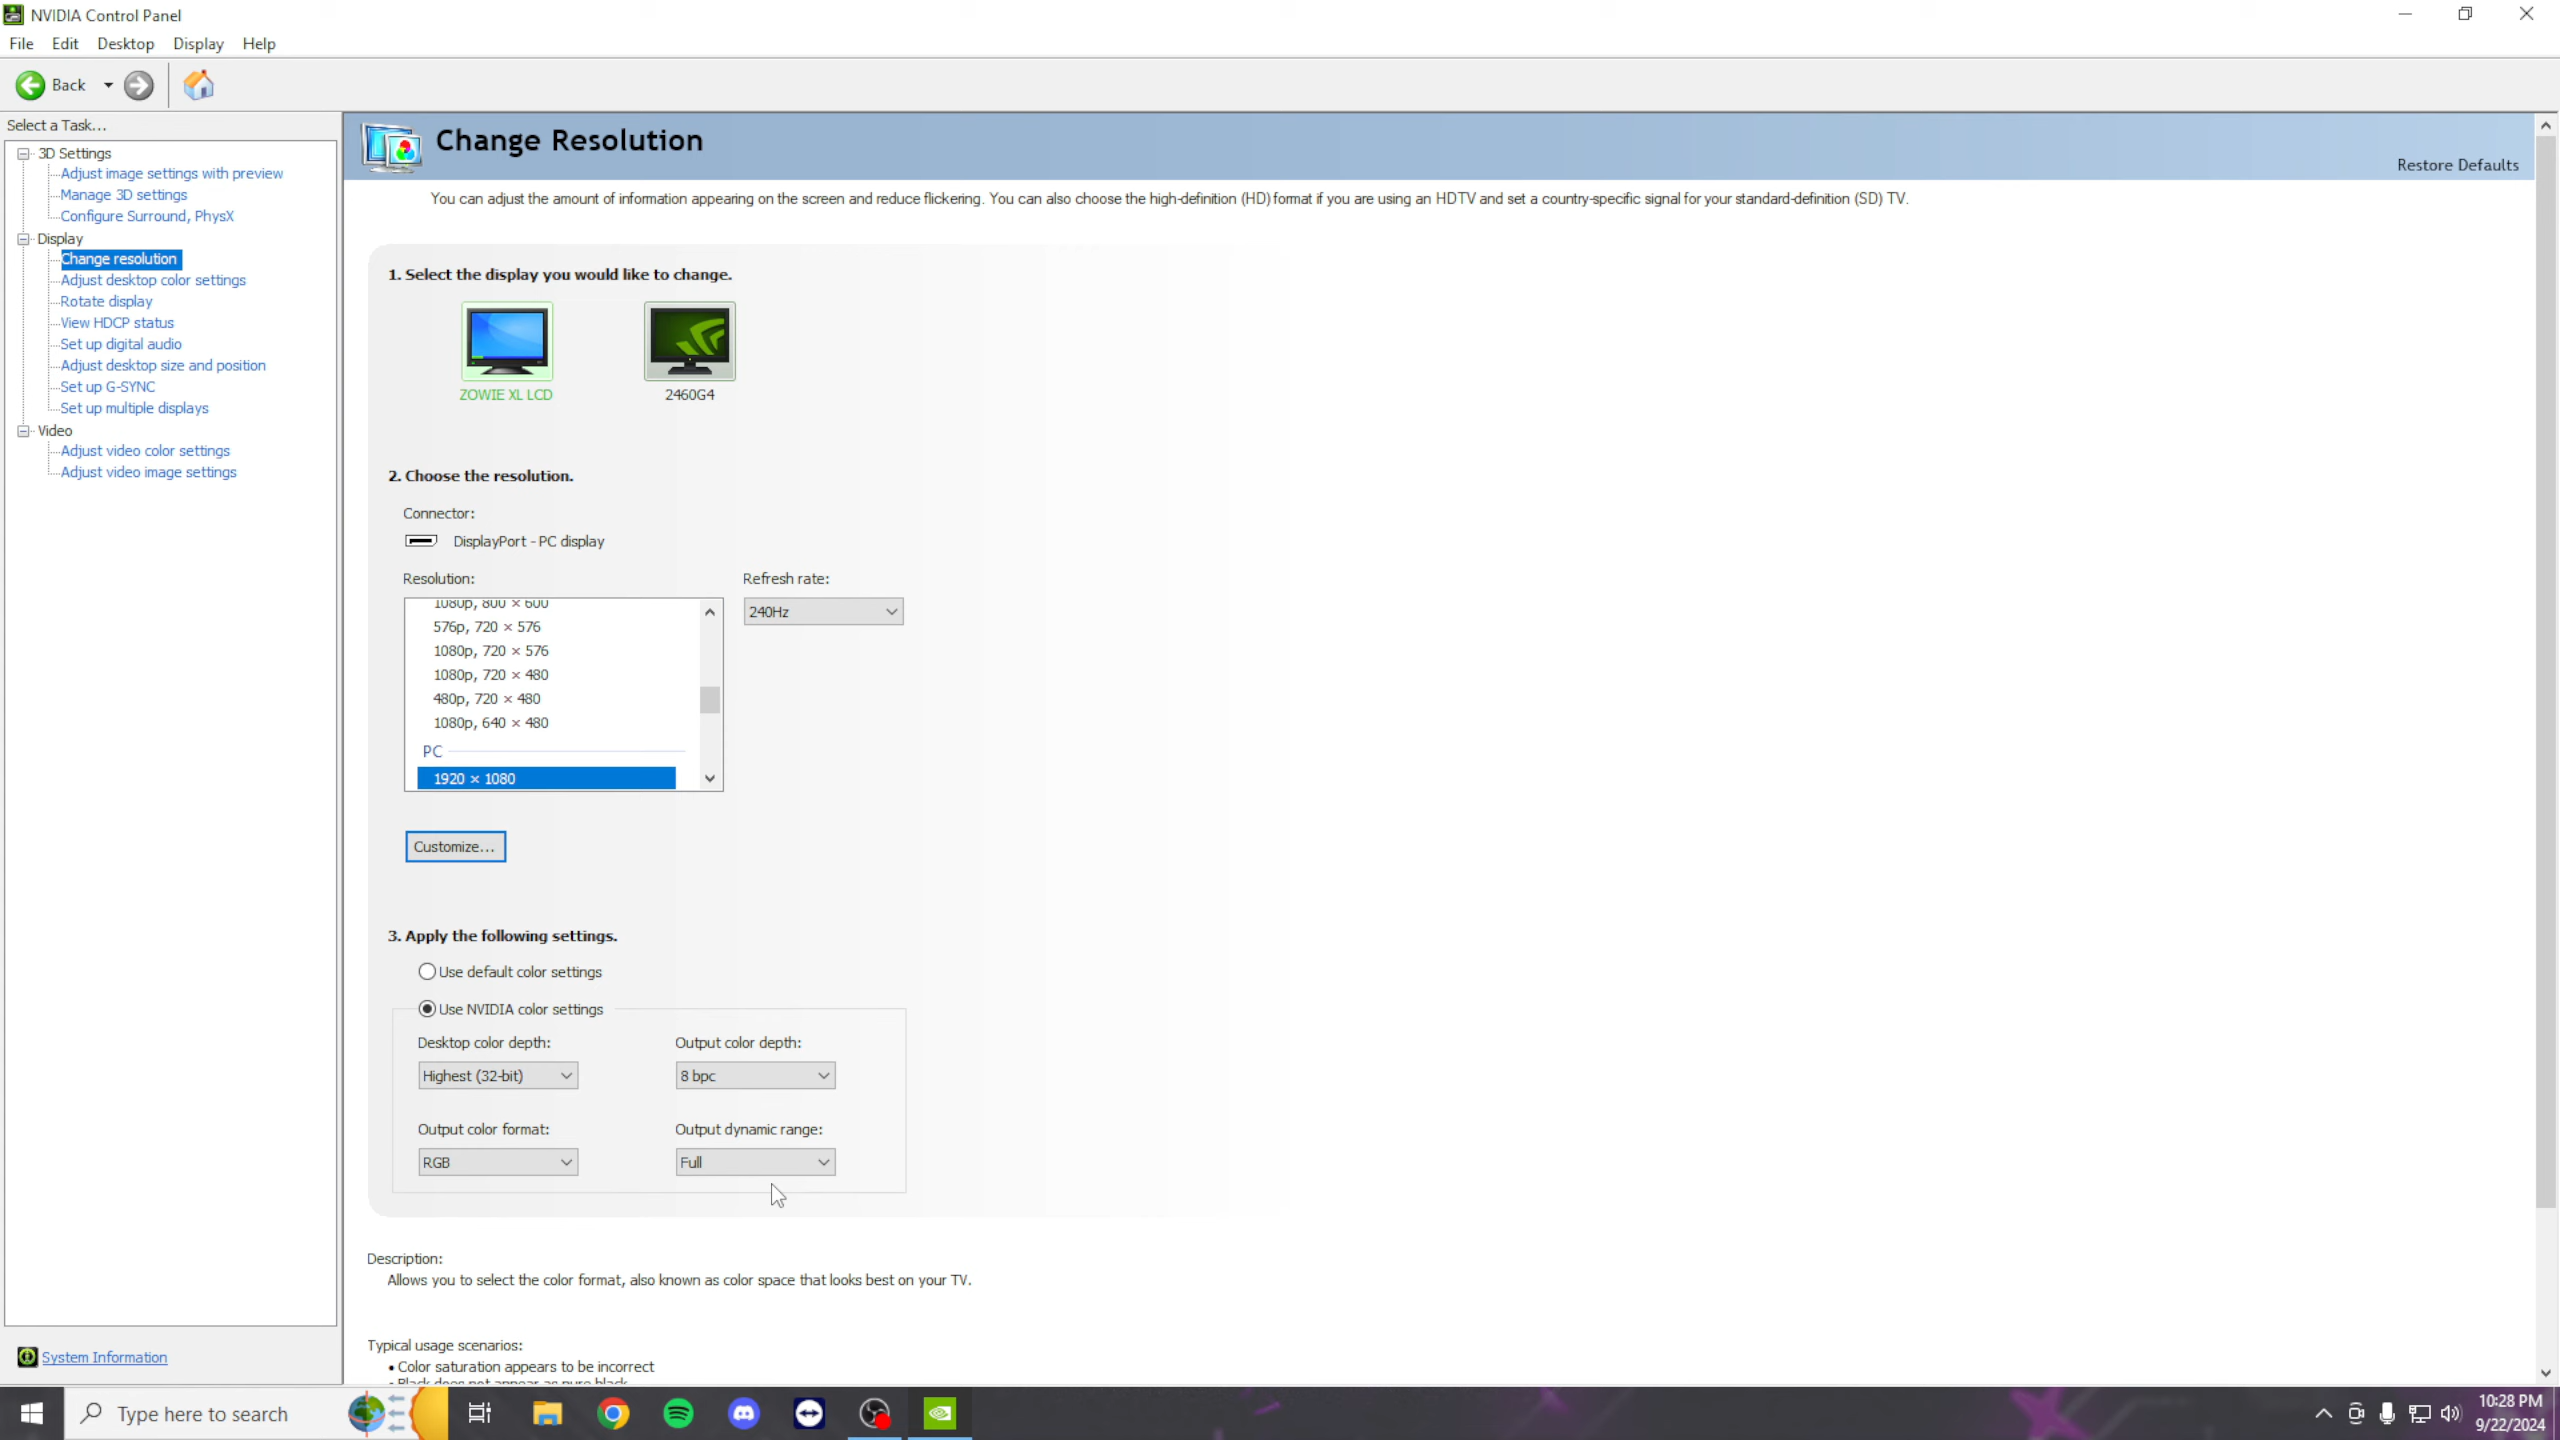 NVIDIA Control Panel
File Edit Desktop Display Help
Back
Select a Task...
3D Settings
Adjust image settings with preview
Manage 3D settings
Configure Surround, PhysX
Display
Change resolution
Adjust desktop color settings
Rotate display
View HDCP status
Set up digital audio
Adjust desktop size and position
Set up G-SYNC
Set up multiple displays
Video
Adjust video color settings
Adjust video image settings
System Information
Change Resolution
Restore Defaults
You can adjust the amount of information appearing on the screen and reduce flickering. You can also choose the high-definition (HD) format if you are using an HDTV and set a country-specific signal for your standard-definition (SD) TV.
1. Select the display you would like to change.
ZOWIE XL LCD 2460G4
2. Choose the resolution.
Connector:
DisplayPort - PC display
Resolution: Refresh rate:
1080p, 800 × 600
240Hz
576p, 720 × 576
1080p, 720 × 576
1080p, 720 × 480
480p, 720 × 480
1080p, 640 × 480
PC
1920 × 1080
Customize...
3. Apply the following settings.
Use default color settings
Use NVIDIA color settings
Desktop color depth: Output color depth:
Highest (32-bit) 8 bpc
Output color format: Output dynamic range:
RGB Full
Description:
Allows you to select the color format, also known as color space that looks best on your TV.
Typical usage scenarios:
• Color saturation appears to be incorrect
• Black does not appear as pure black
Type here to search
10:28 PM
9/22/2024